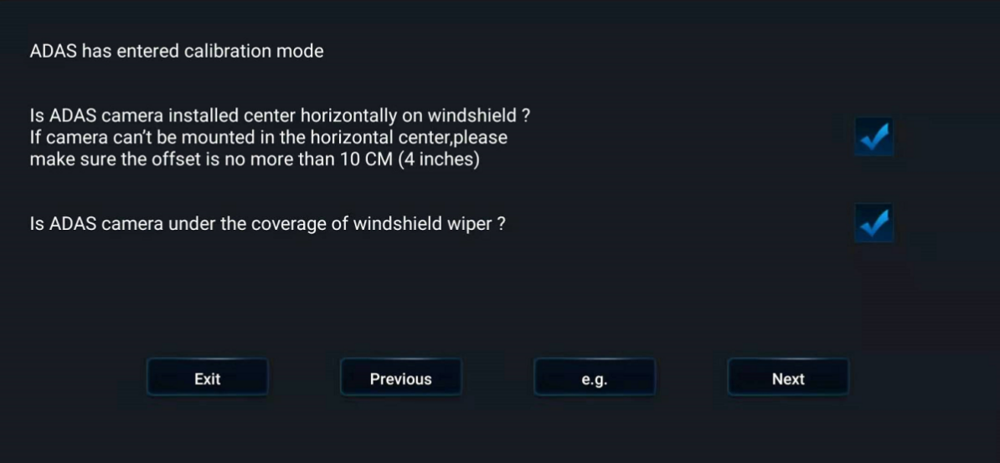 ADAS has entered calibration mode
Is ADAS camera installed center horizontally on windshield ?
If camera can't be mounted in the horizontal center,please
make sure the offset is no more than 10 CM (4 inches)
Is ADAS camera under the coverage of windshield wiper ?
Exit
Previous
e.g.
Next